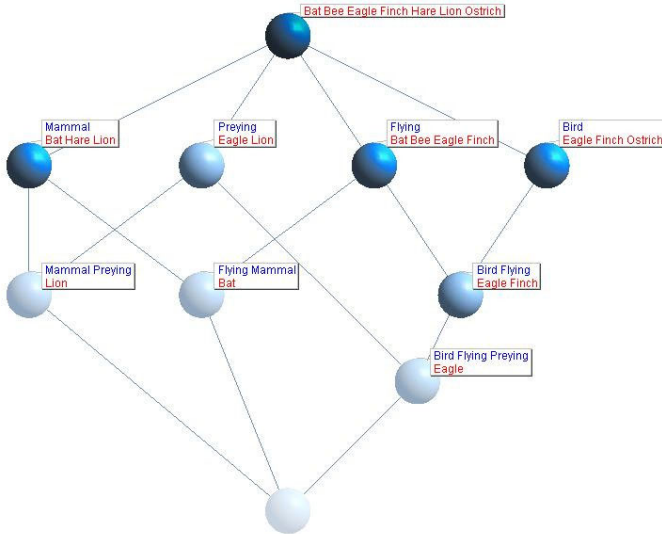 Bat Bee Eagle Finch Hare Lion Ostrich
Mammal
Bat Hare Lion
Preying
Eagle Lion
Flying
Bat Bee Eagle Finch
Bird
Eagle Finch Ostrich
Mammal Preying
Lion
Flying Mammal
Bat
Bird Flying
Eagle Finch
Bird Flying Preying
Eagle